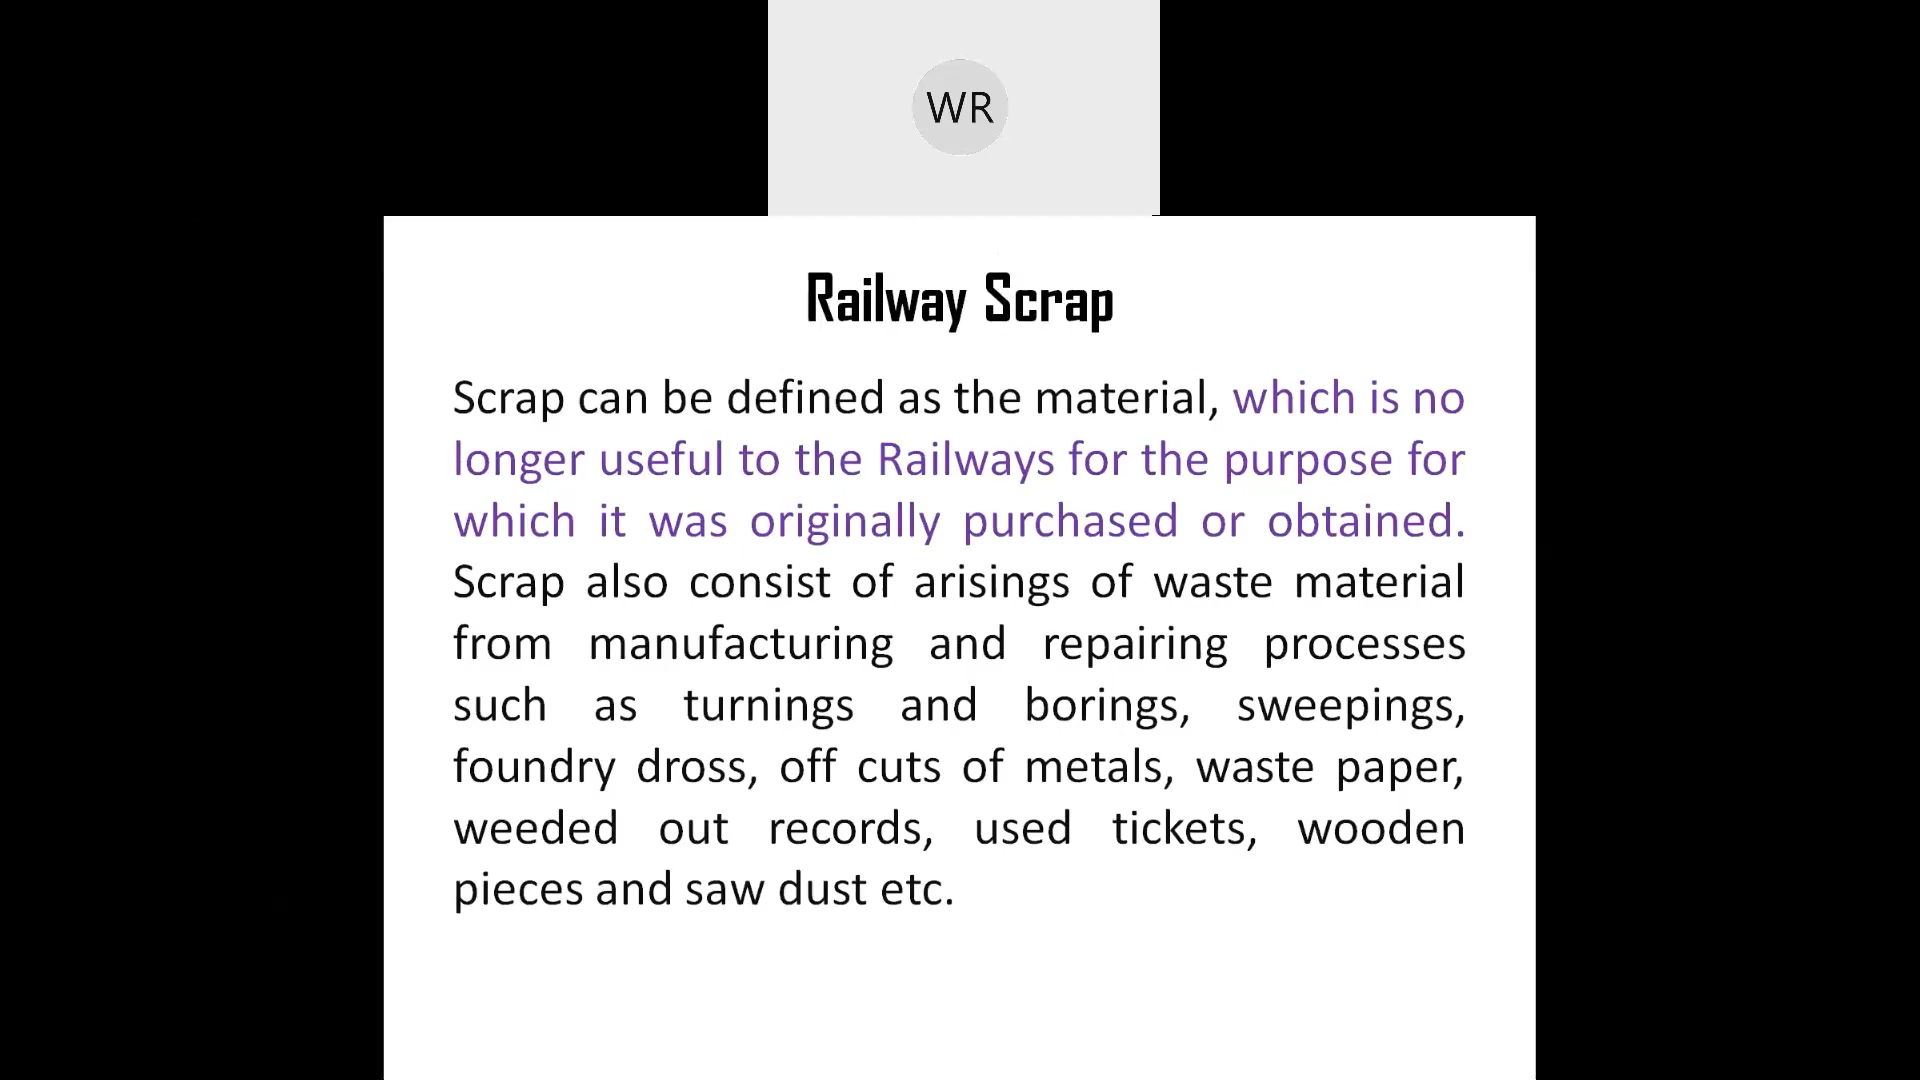 WR
Railway Scrap
Scrap can be defined as the material, which is no
longer useful to the Railways for the purpose for
which it was originally purchased or obtained.
Scrap also consist of arisings of waste material
from manufacturing and repairing processes
such as turnings and borings, sweepings,
foundry dross, off cuts of metals, waste paper,
weeded out records, used tickets, wooden
pieces and saw dust etc.